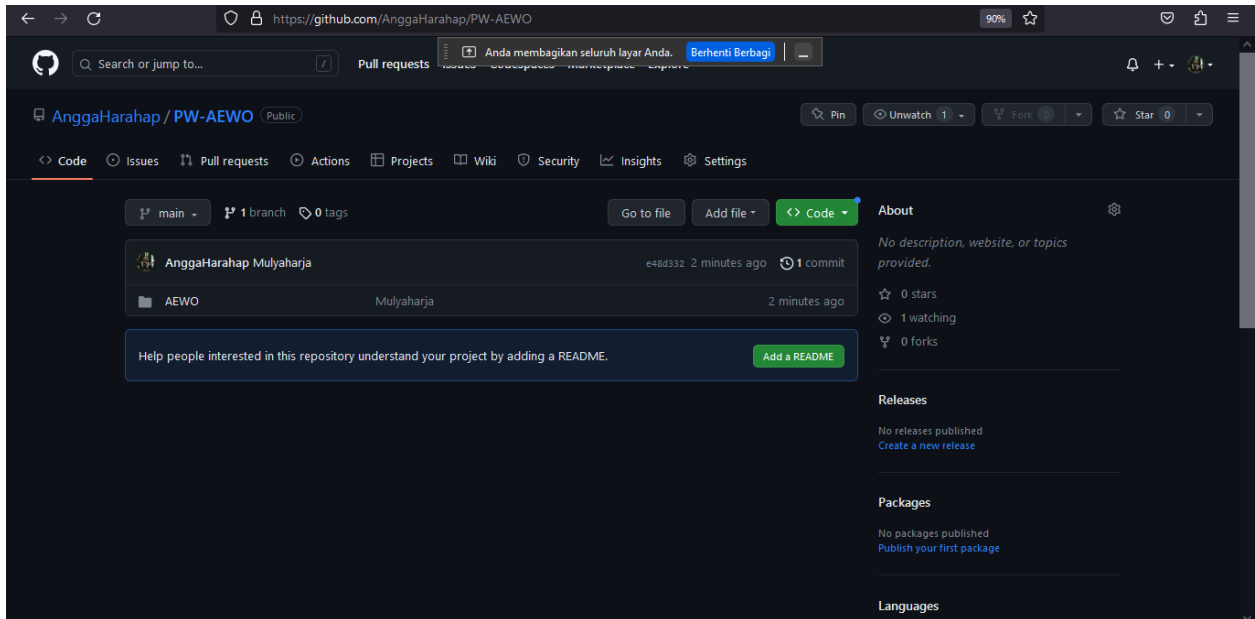 https://github.com/AnggaHarahap/PW-AEWO
90%
Anda membagikan seluruh layar Anda. Berhenti Berbagi
Search or jump to... /
Pull requests
AnggaHarahap / PW-AEWO Public
Pin Unwatch 1 Fork 0 Star 0
Code Issues Pull requests Actions Projects Wiki Security Insights Settings
main 1 branch 0 tags Go to file Add file Code
AnggaHarahap Mulyaharja e48d332 2 minutes ago 1 commit
AEWO Mulyaharja 2 minutes ago
Help people interested in this repository understand your project by adding a README. Add a README
About
No description, website, or topics
provided.
0 stars
1 watching
0 forks
Releases
No releases published
Create a new release
Packages
No packages published
Publish your first package
Languages